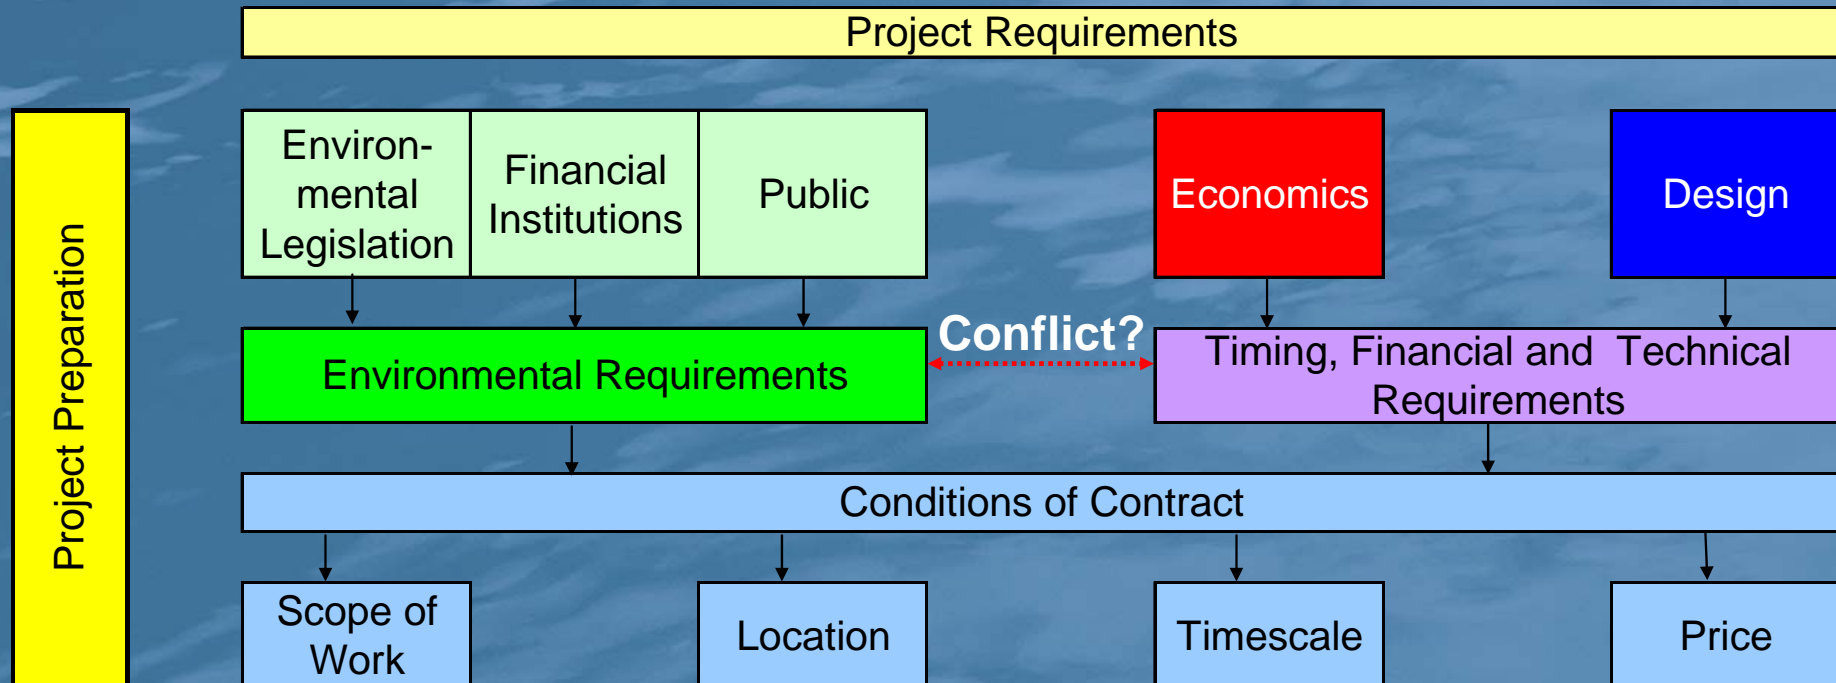 Project Requirements
Project Preparation
Environ-
mental
Legislation
Financial
Institutions
Public
Economics
Design
Environmental Requirements
Conflict?
Timing, Financial and Technical
Requirements
Conditions of Contract
Scope of
Work
Location
Timescale
Price